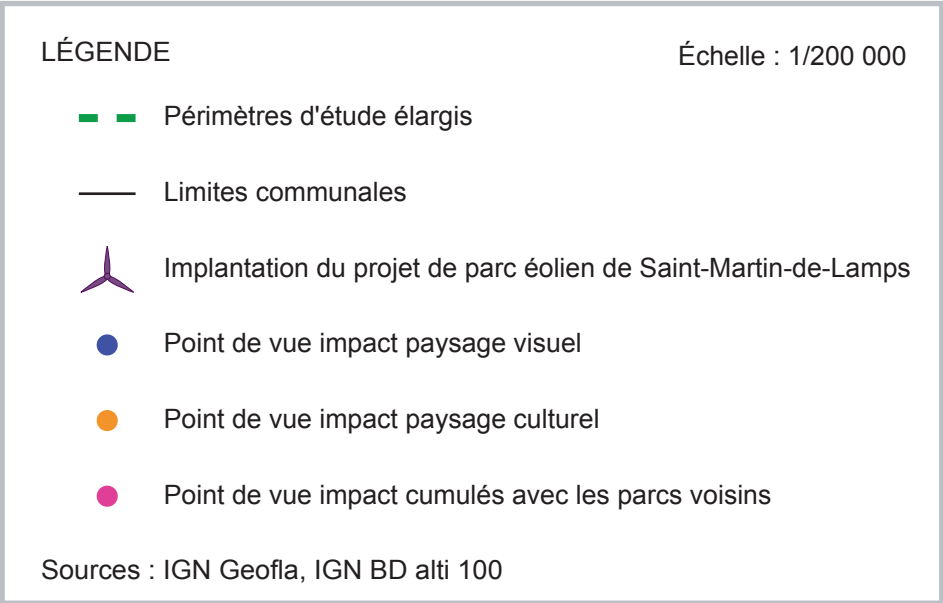 LÉGENDE
Échelle : 1/200 000
Périmètres d'étude élargis
Limites communales
Implantation du projet de parc éolien de Saint-Martin-de-Lamps
Point de vue impact paysage visuel
Point de vue impact paysage culturel
Point de vue impact cumulés avec les parcs voisins
Sources : IGN Geofla, IGN BD alti 100